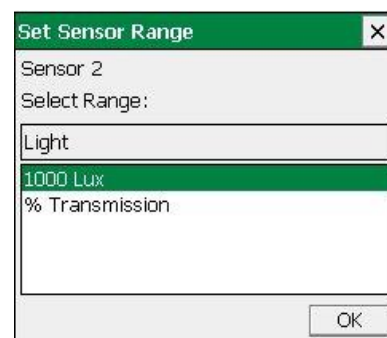 Set Sensor Range
Sensor 2
Select Range:
Light
1000 Lux
% Transmission
OK